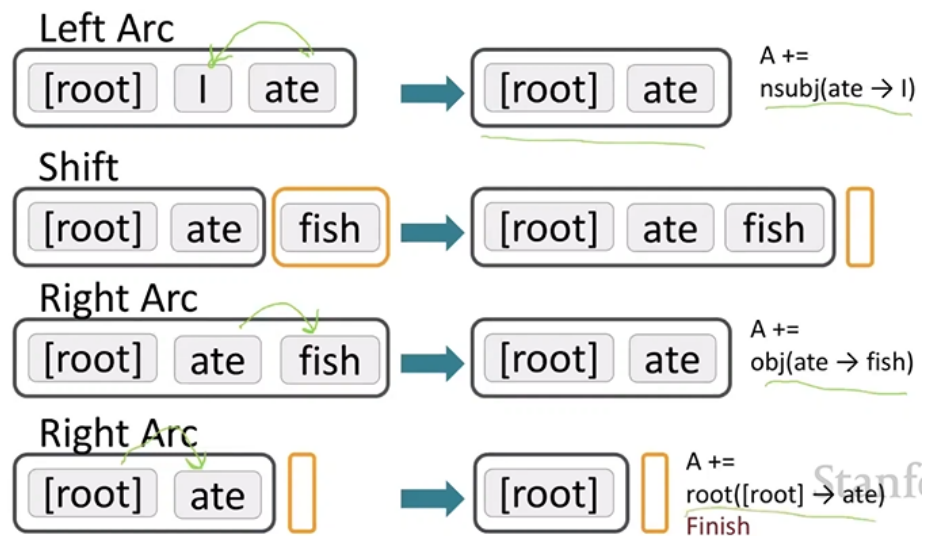 Left Arc
[root] I ate [root] ate
A +=
nsubj(ate → I)
Shift
[root] ate fish [root] ate fish
Right Arc
[root] ate fish [root] ate
A +=
obj(ate → fish)
Right Arc
[root] ate [root]
A +=
root([root] → ate)
Finish